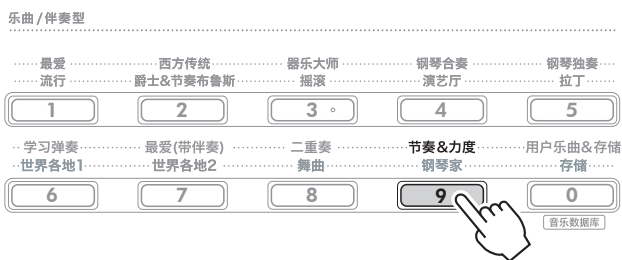 乐曲/伴奏型
最爱 西方传统 器乐大师 钢琴合奏 钢琴独奏
流行 爵士&节奏布鲁斯 摇滚 演艺厅 拉丁
1 2 3 4 5
学习弹奏 最爱(带伴奏) 二重奏 节奏&力度 用户乐曲&存储
世界各地1 世界各地2 舞曲 钢琴家 存储
6 7 8 9 0
音乐数据库